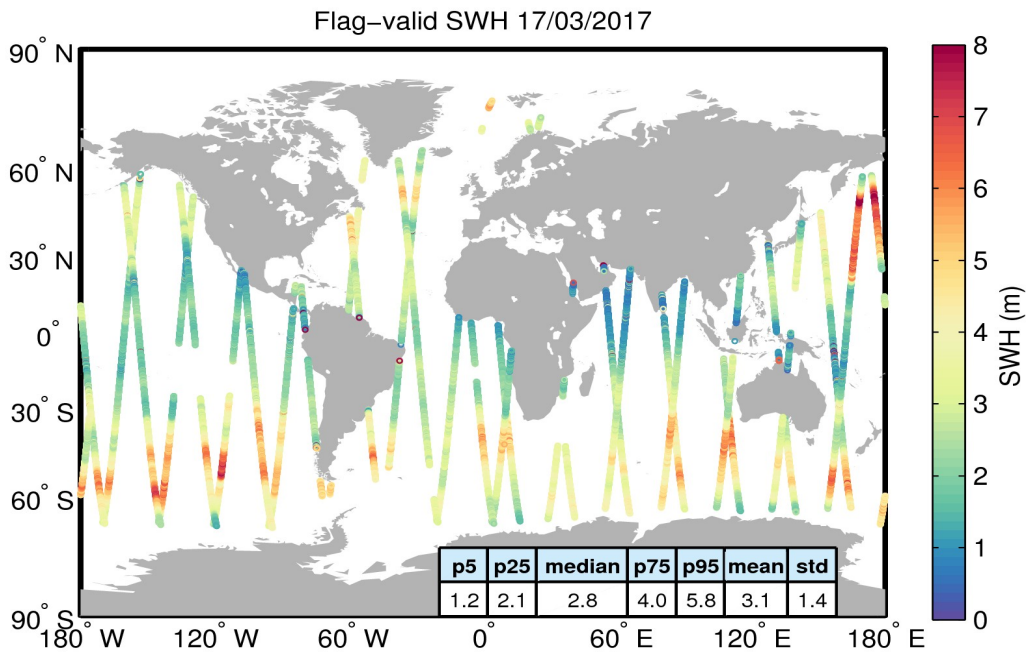 Flag−valid SWH 17/03/2017
90° N
60° N
30° N
0°
30° S
60° S
90° S
180° W
120° W
60° W
0°
60° E
120° E
180° E
p5 p25 median p75 p95 mean std
1.2 2.1 2.8 4.0 5.8 3.1 1.4
8
7
6
5
4
3
2
1
0
SWH (m)